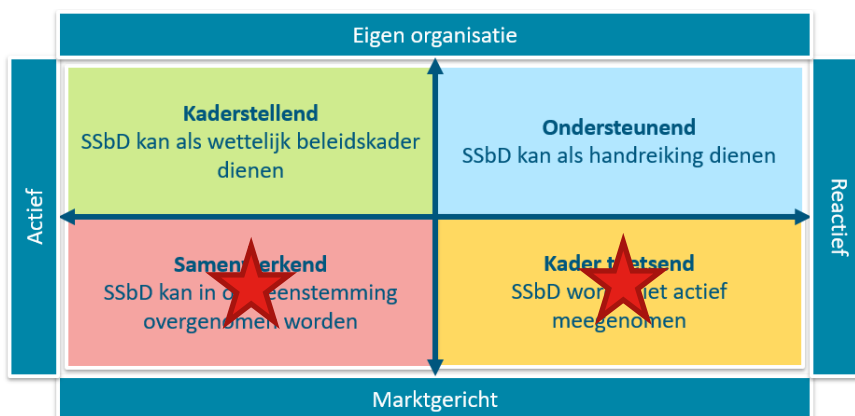 Eigen organisatie
Actief
Kaderstellend
SSbD kan als wettelijk beleidskader
dienen
Ondersteunend
SSbD kan als handreiking dienen
Reactief
SSbD kan in
overgenomen worden
Kader
SSbD actief
meegenomen
Marktgericht